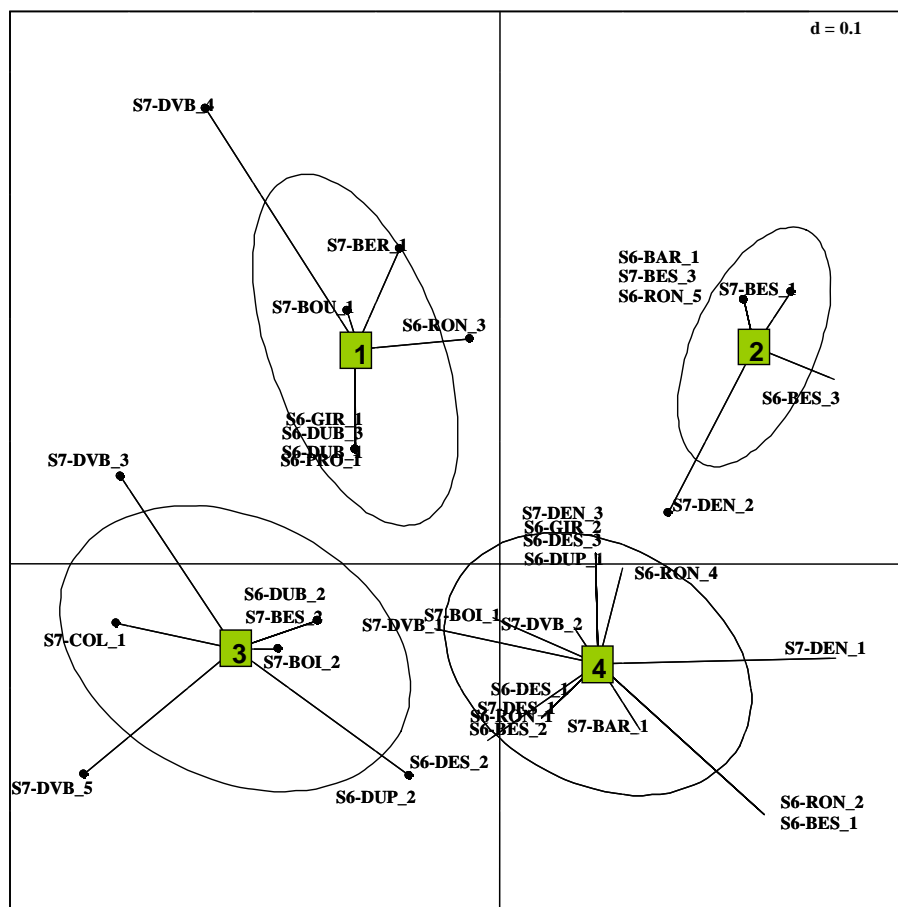 d = 0.1
S7-DVB_4
S7-BER_1
S6-BAR_1
S7-BES_3
S6-RON_5
S7-BES_1
S7-BOU_1
S6-RON_3
1
2
S6-BES_3
S6-GIR_1
S6-DUB_3
S6-DUB_1
S6-PRO_1
S7-DVB_3
S7-DEN_2
S7-DEN_3
S6-GIR_2
S6-DES_3
S6-DUP_1
S6-RON_4
S6-DUB_2
S7-BES_2
S7-BOI_1
S7-DVB_1
S7-DVB_2
S7-COL_1
3
S7-BOI_2
4
S7-DEN_1
S6-DES_1
S7-DES_1
S6-RON_1
S6-BES_2
S7-BAR_1
S6-DES_2
S7-DVB_5
S6-DUP_2
S6-RON_2
S6-BES_1